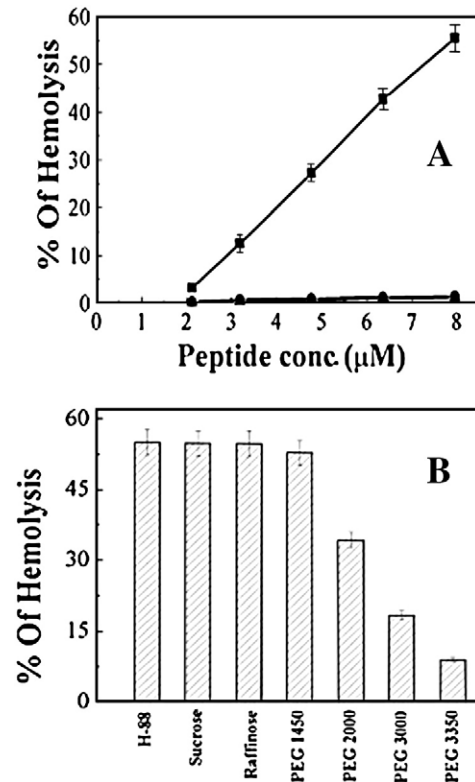 60
50
40
30
20
10
0
% Of Hemolysis
A
0 1 2 3 4 5 6 7 8
Peptide conc. (μM)
60
45
30
15
0
% Of Hemolysis
B
H-88
Sucrose
Raffinose
PEG 1450
PEG 2000
PEG 3000
PEG 3350